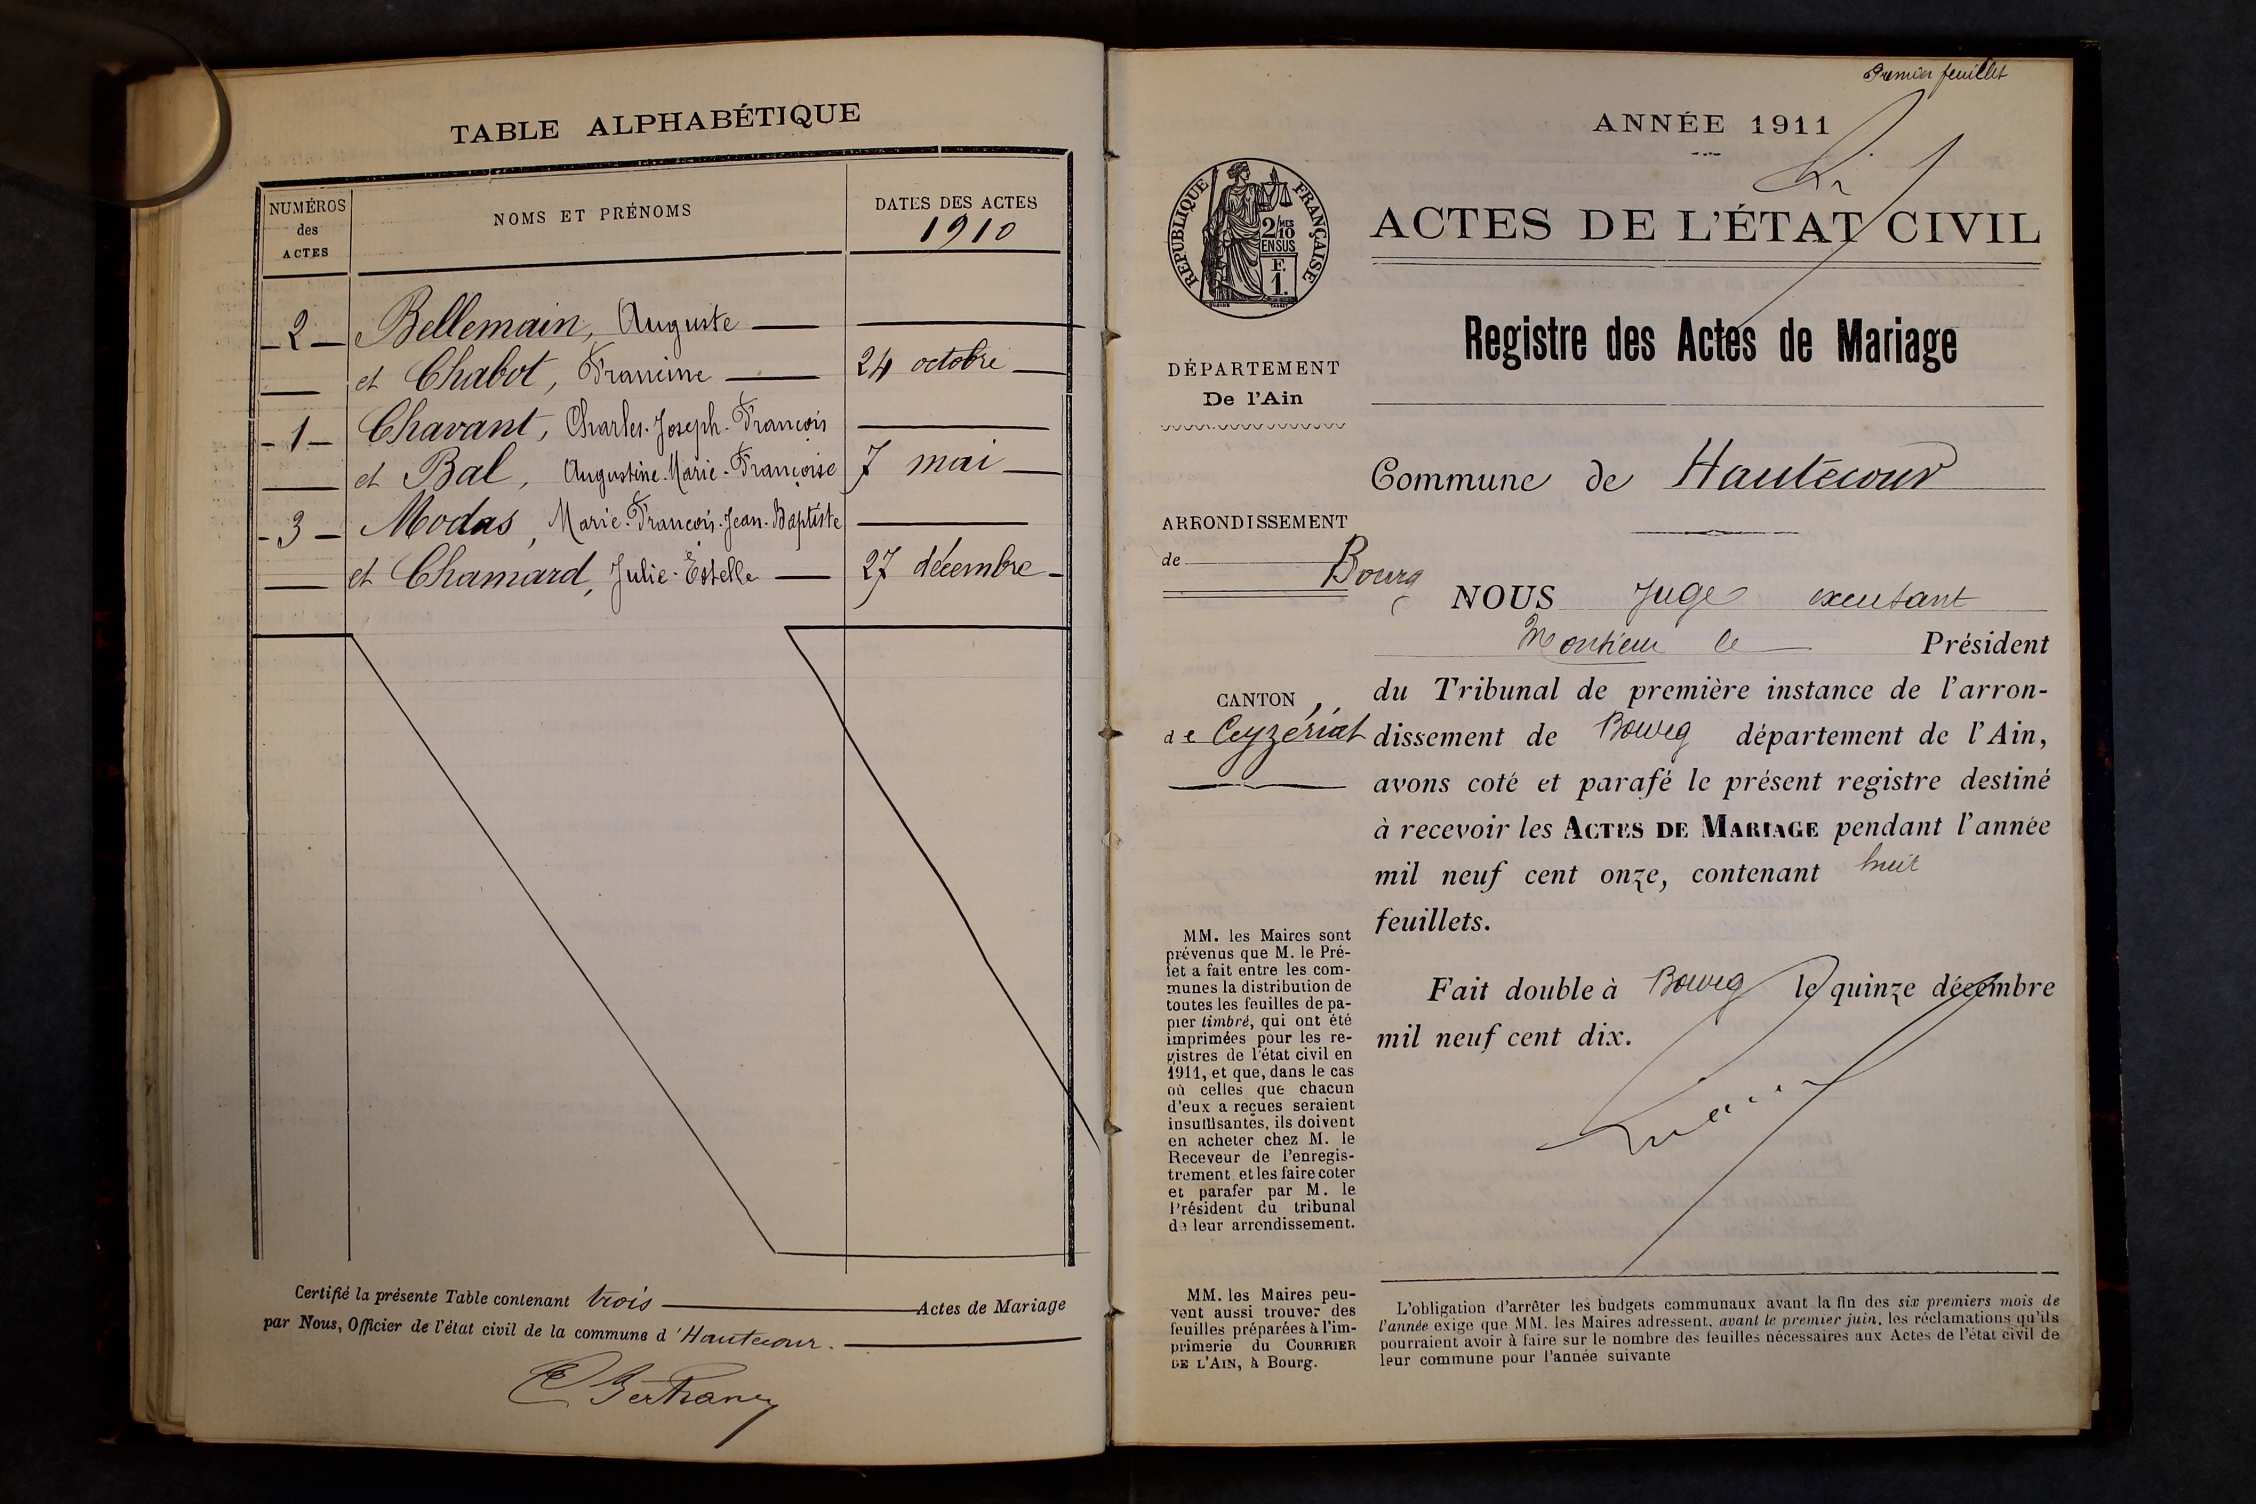 TABLE ALPHABÉTIQUE
NUMÉROS
des
ACTES
NOMS ET PRÉNOMS
DATES DES ACTES
1910
2 Bellemain, Auguste
et Chabot, Francine 24 octobre
1 Chavant, Charles-Joseph-François
et Bal, Augustine-Marie-Françoise 7 mai
3 Modas, Marie-François-Jean-Baptiste
et Chamard, Julie-Estelle 27 décembre
Certifié la présente Table contenant trois Actes de Mariage
par Nous, Officier de l'état civil de la commune d'Hautecour.
Premier feuillet
ANNÉE 1911
ACTES DE L'ÉTAT CIVIL
Registre des Actes de Mariage
RÉPUBLIQUE FRANÇAISE
2/10 MES
EN SUS
F.
1.
DÉPARTEMENT
De l'Ain
ARRONDISSEMENT
de Bourg
CANTON
de Ceyzériat
MM. les Maires sont
prévenus que M. le Pré-
fet a fait entre les com-
munes la distribution de
toutes les feuilles de pa-
pier timbré, qui ont été
imprimées pour les re-
gistres de l'état civil en
1911, et que, dans le cas
où celles que chacun
d'eux a reçues seraient
insuffisantes, ils doivent
en acheter chez M. le
Receveur de l'enregis-
trement et les faire coter
et parafer par M. le
Président du tribunal
de leur arrondissement.
MM. les Maires peu-
vent aussi trouver des
feuilles préparées à l'im-
primerie du COURRIER
DE L'AIN, à Bourg.
Commune de Hautecour
NOUS Juge excusant
Monsieur le Président
du Tribunal de première instance de l'arron-
dissement de Bourg département de l'Ain,
avons coté et parafé le présent registre destiné
à recevoir les ACTES DE MARIAGE pendant l'année
mil neuf cent onze, contenant huit
feuillets.
Fait double à Bourg le quinze décembre
mil neuf cent dix.
L'obligation d'arrêter les budgets communaux avant la fin des six premiers mois de
l'année exige que MM. les Maires adressent, avant le premier juin, les réclamations qu'ils
pourraient avoir à faire sur le nombre des feuilles nécessaires aux Actes de l'état civil de
leur commune pour l'année suivante